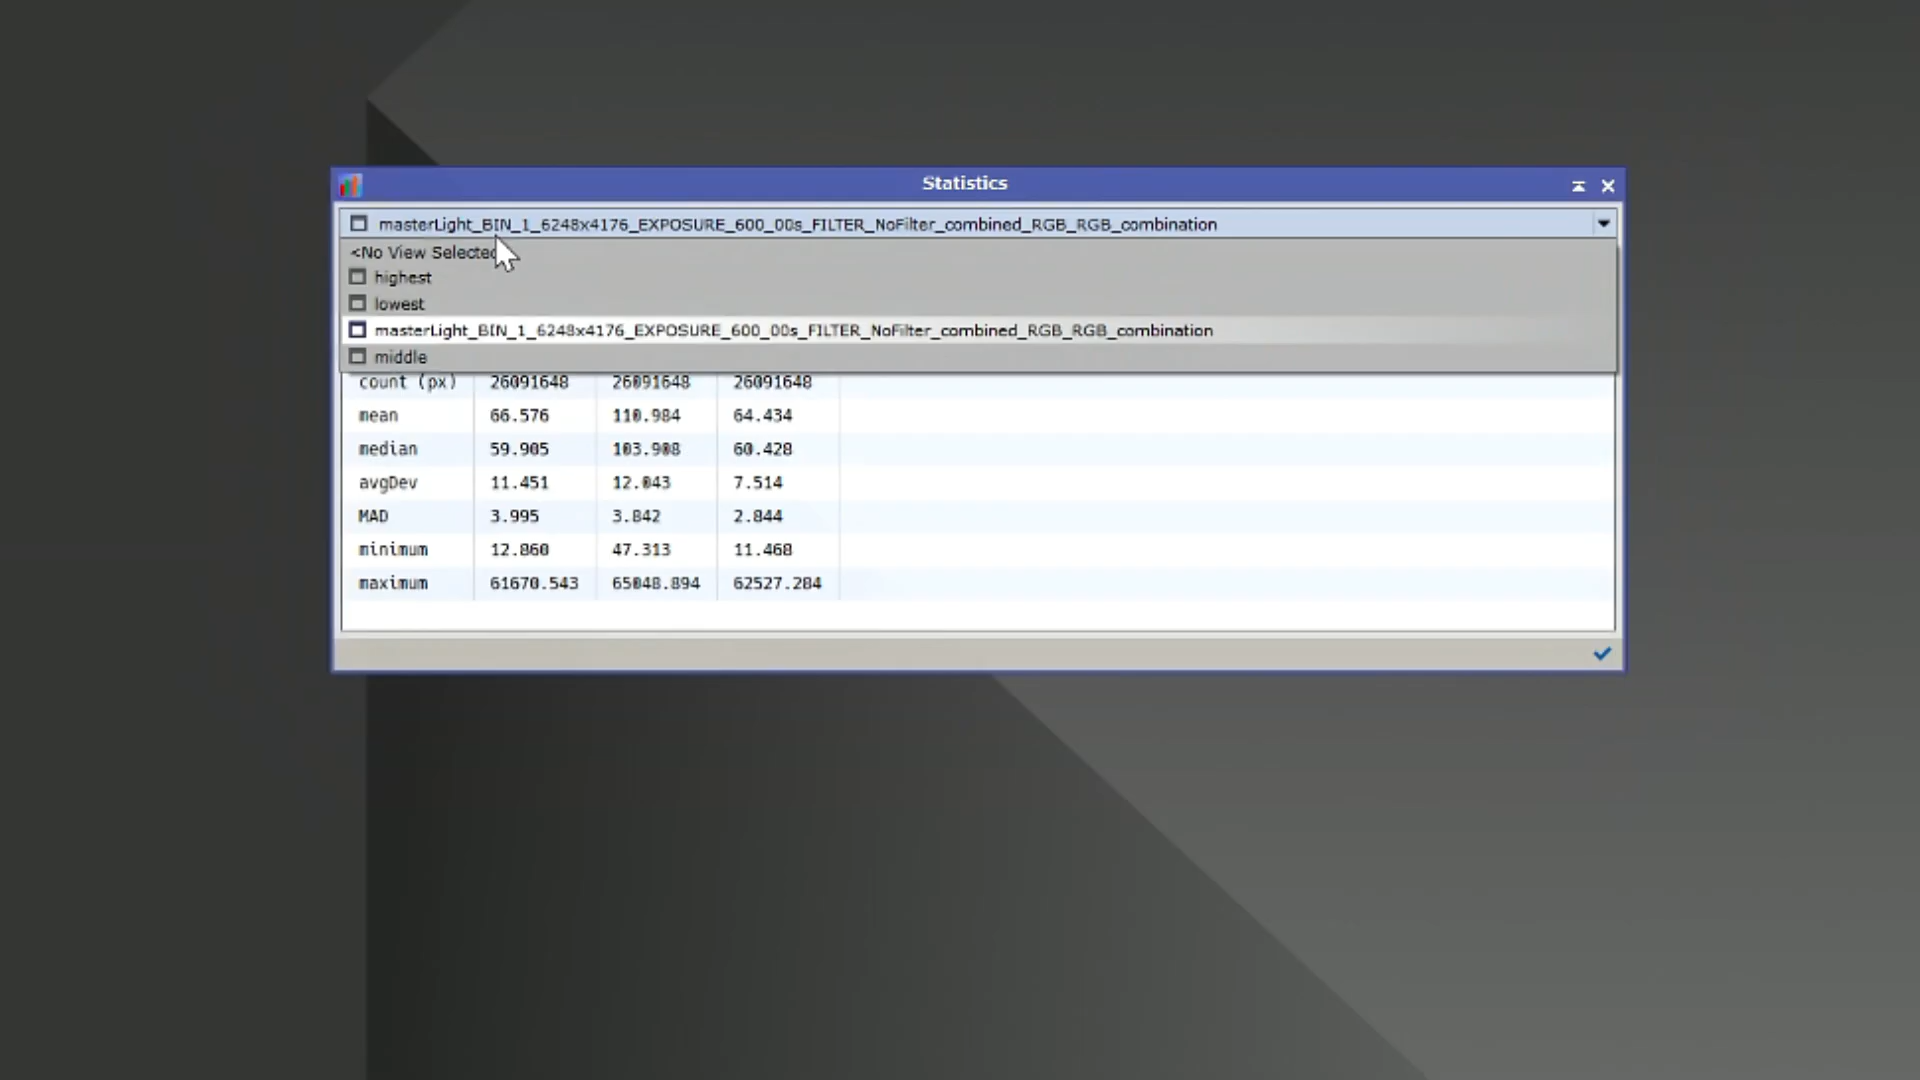 Statistics
masterLight_BIN_1_6248x4176_EXPOSURE_600_00s_FILTER_NoFilter_combined_RGB_RGB_combination
<No View Selected
highest
lowest
masterLight_BIN_1_6248x4176_EXPOSURE_600_00s_FILTER_NoFilter_combined_RGB_RGB_combination
middle
count (px) 26091648 26091648 26091648
mean 66.576 110.984 64.434
median 59.905 103.908 60.428
avgDev 11.451 12.043 7.514
MAD 3.995 3.842 2.844
minimum 12.860 47.313 11.468
maximum 61670.543 65048.894 62527.284